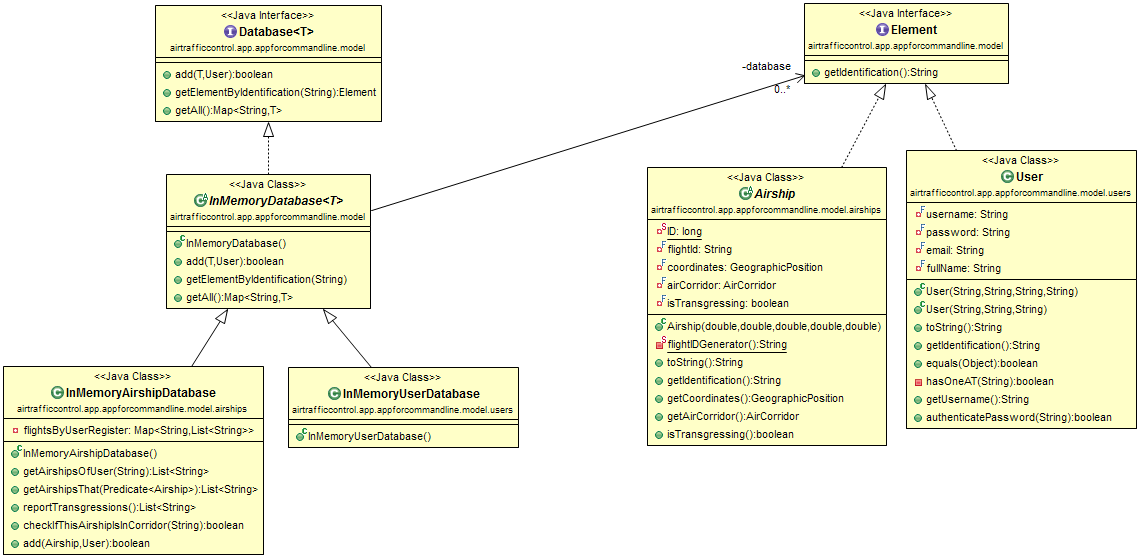 <<Java Interface>>
Database<T>
airtrafficcontrol.app.appforcommandline.model
add(T,User):boolean
getElementByIdentification(String):Element
getAll():Map<String,T>
<<Java Interface>>
Element
airtrafficcontrol.app.appforcommandline.model
getIdentification():String
-database
0..*
<<Java Class>>
InMemoryDatabase<T>
airtrafficcontrol.app.appforcommandline.model
InMemoryDatabase()
add(T,User):boolean
getElementByIdentification(String)
getAll():Map<String,T>
<<Java Class>>
Airship
airtrafficcontrol.app.appforcommandline.model.airships
ID: long
flightId: String
coordinates: GeographicPosition
airCorridor: AirCorridor
isTransgressing: boolean
Airship(double,double,double,double,double)
flightIDGenerator():String
toString():String
getIdentification():String
getCoordinates():GeographicPosition
getAirCorridor():AirCorridor
isTransgressing():boolean
<<Java Class>>
User
airtrafficcontrol.app.appforcommandline.model.users
username: String
password: String
email: String
fullName: String
User(String,String,String,String)
User(String,String,String)
toString():String
getIdentification():String
equals(Object):boolean
hasOneAT(String):boolean
getUsername():String
authenticatePassword(String):boolean
<<Java Class>>
InMemoryAirshipDatabase
airtrafficcontrol.app.appforcommandline.model.airships
flightsByUserRegister: Map<String,List<String>>
InMemoryAirshipDatabase()
getAirshipsOfUser(String):List<String>
getAirshipsThat(Predicate<Airship>):List<String>
reportTransgressions():List<String>
checkIfThisAirshipIsInCorridor(String):boolean
add(Airship,User):boolean
<<Java Class>>
InMemoryUserDatabase
airtrafficcontrol.app.appforcommandline.model.users
InMemoryUserDatabase()